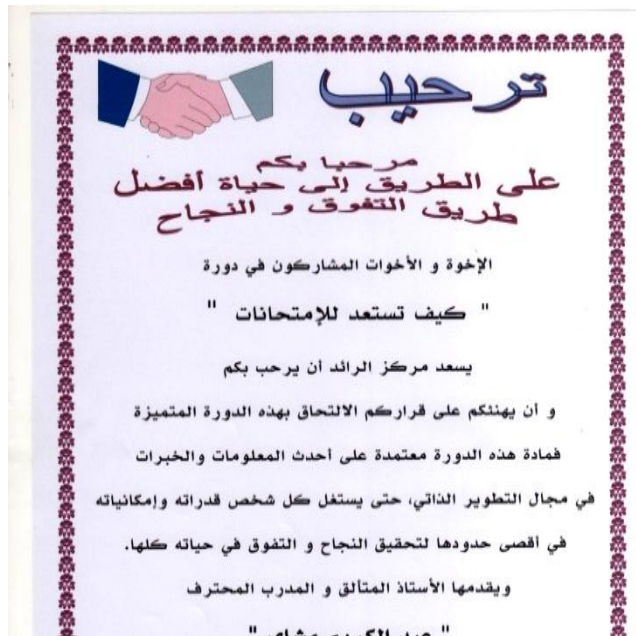 ترحيب
مرحبا بكم
على الطريق إلى حياة أفضل
طريق التفوق و النجاح
الإخوة و الأخوات المشاركون في دورة
" كيف تستعد للإمتحانات "
يسعد مركز الرائد أن يرحب بكم
و أن يهنئكم على قراركم الالتحاق بهذه الدورة المتميزة
فمادة هذه الدورة معتمدة على أحدث المعلومات والخبرات
في مجال التطوير الذاتي، حتى يستغل كل شخص قدراته وإمكانياته
في أقصى حدودها لتحقيق النجاح و التفوق في حياته كلها.
ويقدمها الأستاذ المتألق و المدرب المحترف